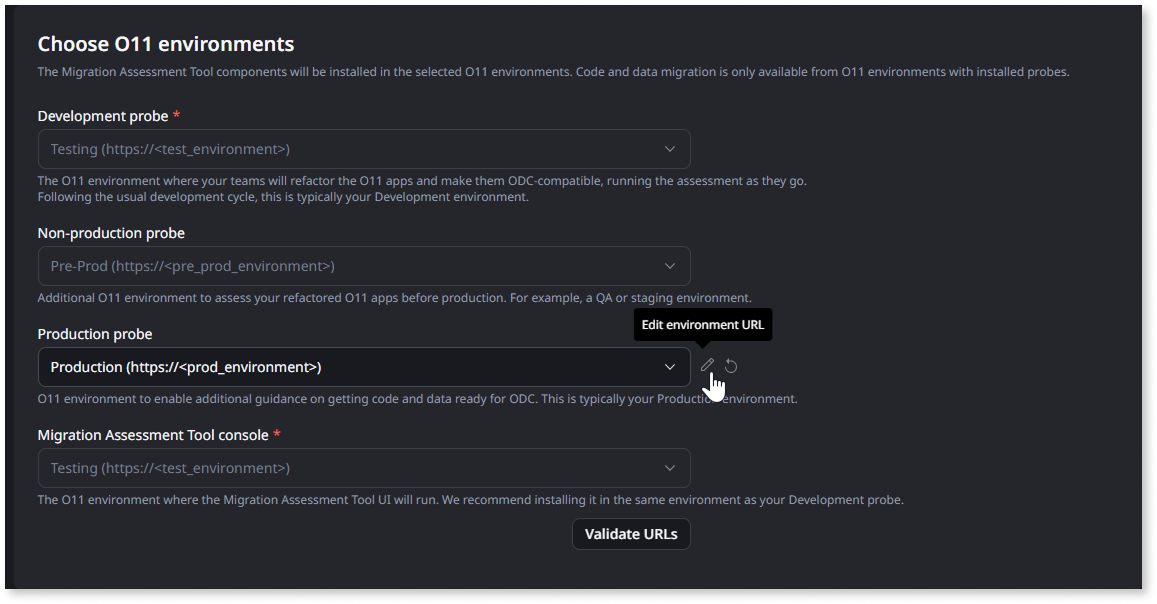 Choose O11 environments
The Migration Assessment Tool components will be installed in the selected O11 environments. Code and data migration is only available from O11 environments with installed probes.
Development probe *
Testing (https://<test_environment>)
The O11 environment where your teams will refactor the O11 apps and make them ODC-compatible, running the assessment as they go.
Following the usual development cycle, this is typically your Development environment.
Non-production probe
Pre-Prod (https://<pre_prod_environment>)
Additional O11 environment to assess your refactored O11 apps before production. For example, a QA or staging environment.
Edit environment URL
Production probe
Production (https://<prod_environment>)
O11 environment to enable additional guidance on getting code and data ready for ODC. This is typically your Production environment.
Migration Assessment Tool console *
Testing (https://<test_environment>)
The O11 environment where the Migration Assessment Tool UI will run. We recommend installing it in the same environment as your Development probe.
Validate URLs